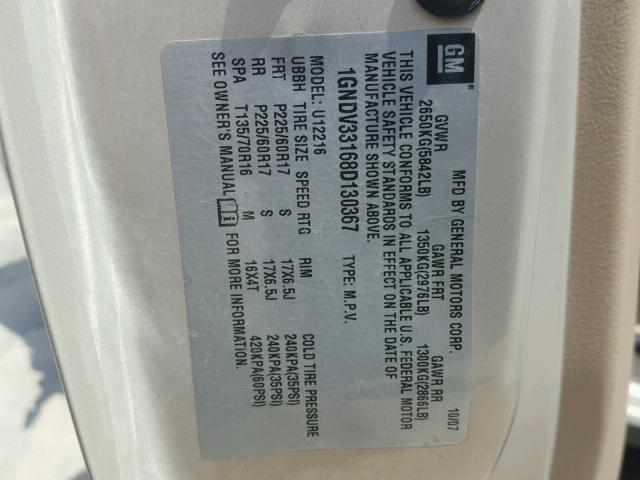 GM ®
MFD BY GENERAL MOTORS CORP. 10/07
GVWR GAWR FRT GAWR RR
2650KG(5842LB) 1350KG(2976LB) 1300KG(2866LB)
THIS VEHICLE CONFORMS TO ALL APPLICABLE U.S. FEDERAL MOTOR
VEHICLE SAFETY STANDARDS IN EFFECT ON THE DATE OF
MANUFACTURE SHOWN ABOVE.
1GNDV33168D130367 TYPE: M.P.V.
MODEL: U12216
UBBH TIRE SIZE SPEED RTG RIM COLD TIRE PRESSURE
FRT P225/60R17 S 17X6.5J 240KPA(35PSI)
RR P225/60R17 S 17X6.5J 240KPA(35PSI)
SPA T135/70R16 M 16X4T 420KPA(60PSI)
SEE OWNER'S MANUAL FOR MORE INFORMATION.